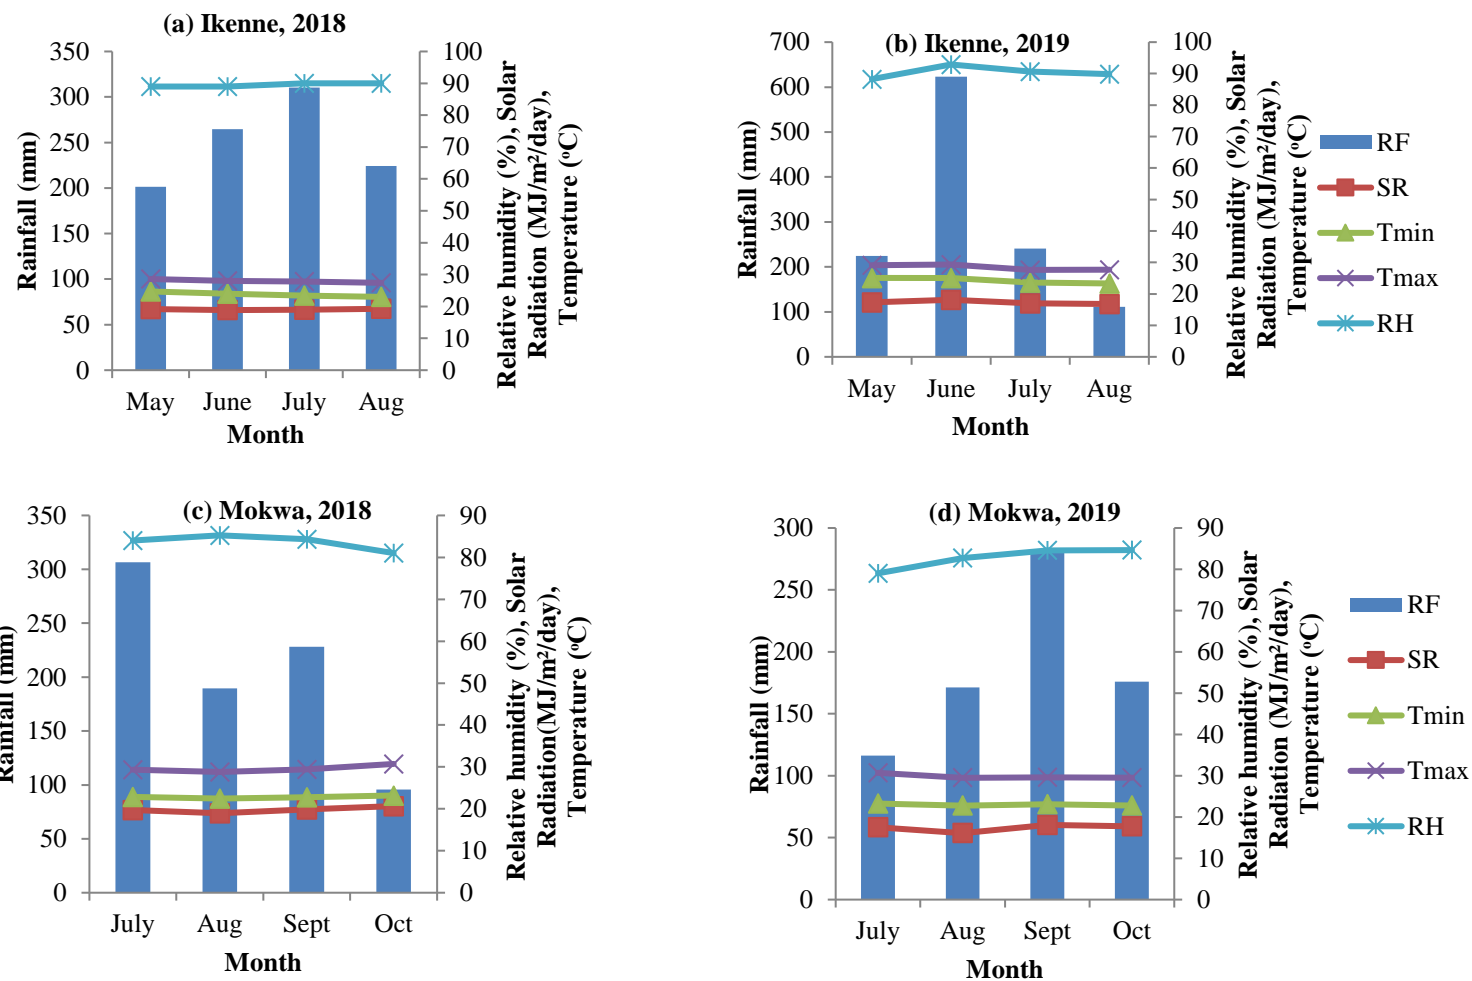 (a) Ikenne, 2018
350
300
250
200
150
100
50
0
Rainfall (mm)
100
90
80
70
60
50
40
30
20
10
0
Relative humidity (%), Solar
Radiation (MJ/m²/day),
Temperature (ᵒC)
May June July Aug
Month
(b) Ikenne, 2019
700
600
500
400
300
200
100
0
Rainfall (mm)
100
90
80
70
60
50
40
30
20
10
0
Relative humidity (%), Solar
Radiation (MJ/m²/day),
Temperature (ᵒC)
May June July Aug
Month
RF
SR
Tmin
Tmax
RH
(c) Mokwa, 2018
350
300
250
200
150
100
50
0
Rainfall (mm)
90
80
70
60
50
40
30
20
10
0
Relative humidity (%), Solar
Radiation(MJ/m²/day),
Temperature (ᵒC)
July Aug Sept Oct
Month
(d) Mokwa, 2019
300
250
200
150
100
50
0
Rainfall (mm)
90
80
70
60
50
40
30
20
10
0
Relative humidity (%), Solar
Radiation (MJ/m²/day),
Temperature (ᵒC)
July Aug Sept Oct
Month
RF
SR
Tmin
Tmax
RH